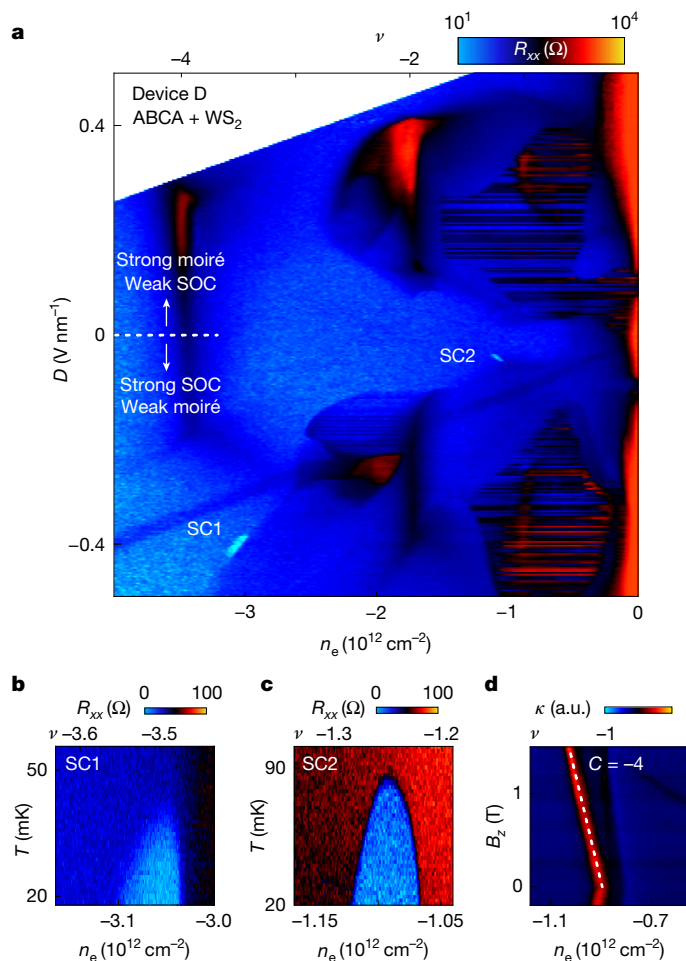 a
ν
−4
−2
10¹
10⁴
Rxx (Ω)
Device D
ABCA + WS₂
0.4
Strong moiré
Weak SOC
0
Strong SOC
Weak moiré
SC2
SC1
−0.4
D (V nm⁻¹)
−3
−2
−1
0
nₑ (10¹² cm⁻²)
b
Rxx (Ω)
0
100
ν −3.6
−3.5
SC1
50
20
T (mK)
−3.1
−3.0
nₑ (10¹² cm⁻²)
c
Rxx (Ω)
0
100
ν −1.3
−1.2
SC2
90
20
T (mK)
−1.15
−1.05
nₑ (10¹² cm⁻²)
d
κ (a.u.)
ν
−1
C = −4
1
0
Bz (T)
−1.1
−0.7
nₑ (10¹² cm⁻²)